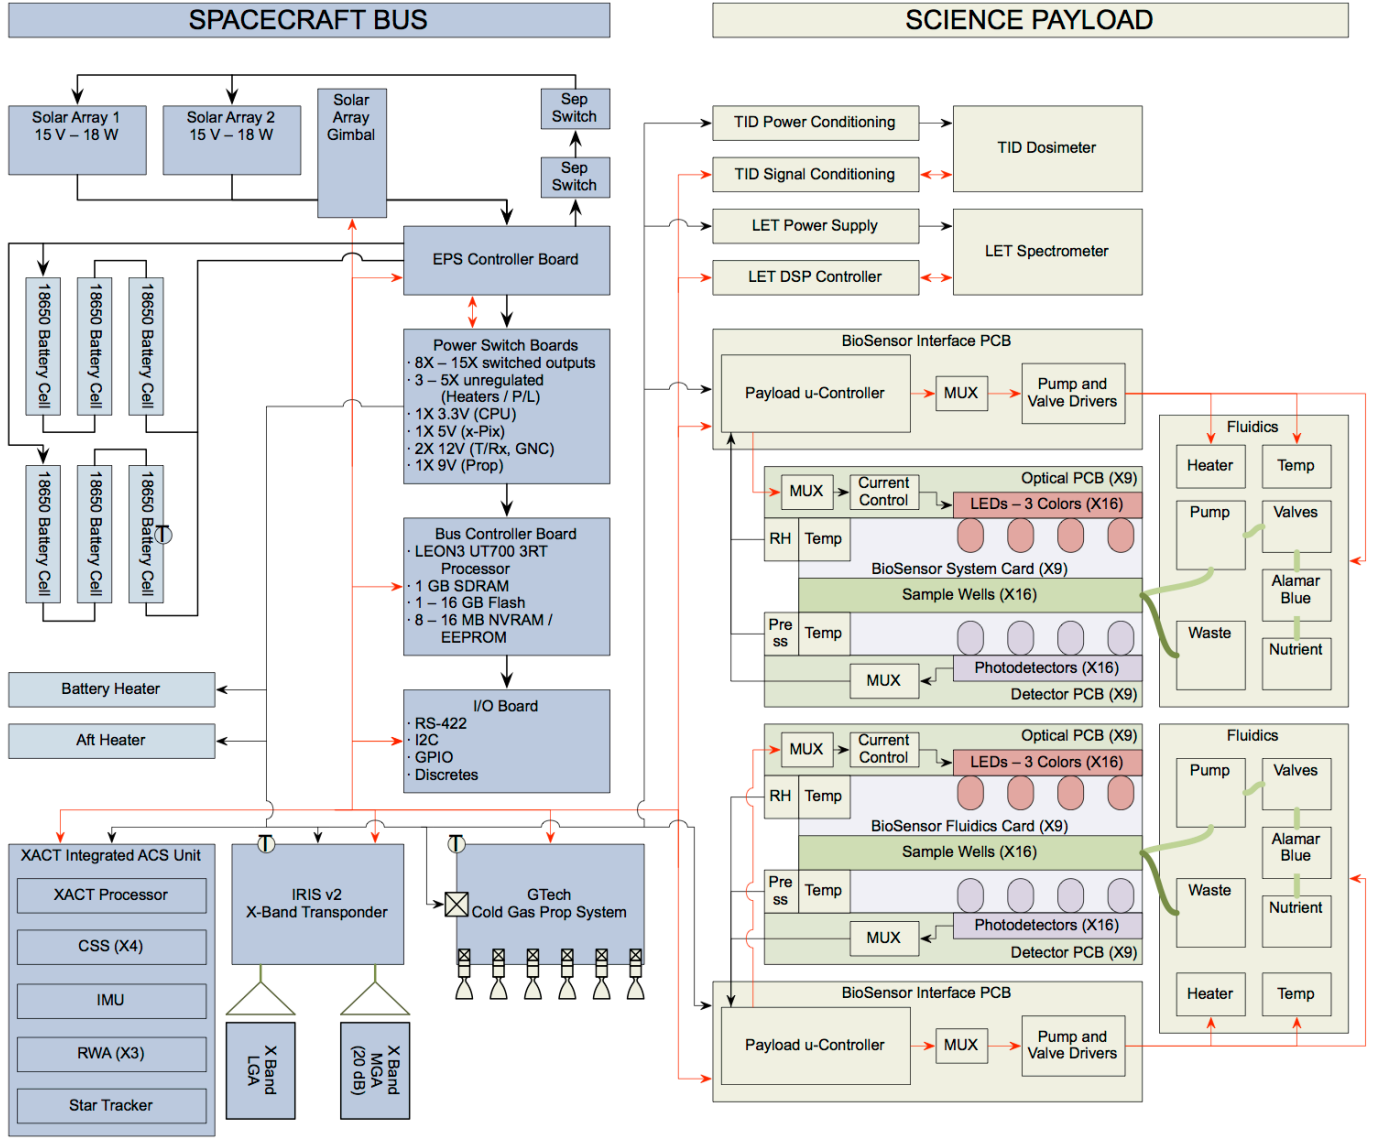 SPACECRAFT BUS
SCIENCE PAYLOAD
Solar Array 1
15 V – 18 W
Solar Array 2
15 V – 18 W
Solar
Array
Gimbal
Sep
Switch
Sep
Switch
EPS Controller Board
18650 Battery Cell
18650 Battery Cell
18650 Battery Cell
18650 Battery Cell
18650 Battery Cell
18650 Battery Cell
T
Power Switch Boards
· 8X – 15X switched outputs
· 3 – 5X unregulated
(Heaters / P/L)
· 1X 3.3V (CPU)
· 1X 5V (x-Pix)
· 2X 12V (T/Rx, GNC)
· 1X 9V (Prop)
Bus Controller Board
· LEON3 UT700 3RT
Processor
· 1 GB SDRAM
· 1 – 16 GB Flash
· 8 – 16 MB NVRAM /
EEPROM
Battery Heater
Aft Heater
I/O Board
· RS-422
· I2C
· GPIO
· Discretes
XACT Integrated ACS Unit
XACT Processor
CSS (X4)
IMU
RWA (X3)
Star Tracker
T
IRIS v2
X-Band Transponder
X Band
LGA
X Band
MGA
(20 dB)
T
GTech
Cold Gas Prop System
TID Power Conditioning
TID Signal Conditioning
TID Dosimeter
LET Power Supply
LET DSP Controller
LET Spectrometer
BioSensor Interface PCB
Payload u-Controller
MUX
Pump and
Valve Drivers
Optical PCB (X9)
MUX
Current
Control
LEDs – 3 Colors (X16)
RH
Temp
BioSensor System Card (X9)
Sample Wells (X16)
Pre
ss
Temp
Photodetectors (X16)
MUX
Detector PCB (X9)
Fluidics
Heater
Temp
Pump
Valves
Alamar
Blue
Waste
Nutrient
Optical PCB (X9)
MUX
Current
Control
LEDs – 3 Colors (X16)
RH
Temp
BioSensor Fluidics Card (X9)
Sample Wells (X16)
Pre
ss
Temp
Photodetectors (X16)
MUX
Detector PCB (X9)
Fluidics
Pump
Valves
Alamar
Blue
Waste
Nutrient
Heater
Temp
BioSensor Interface PCB
Payload u-Controller
MUX
Pump and
Valve Drivers